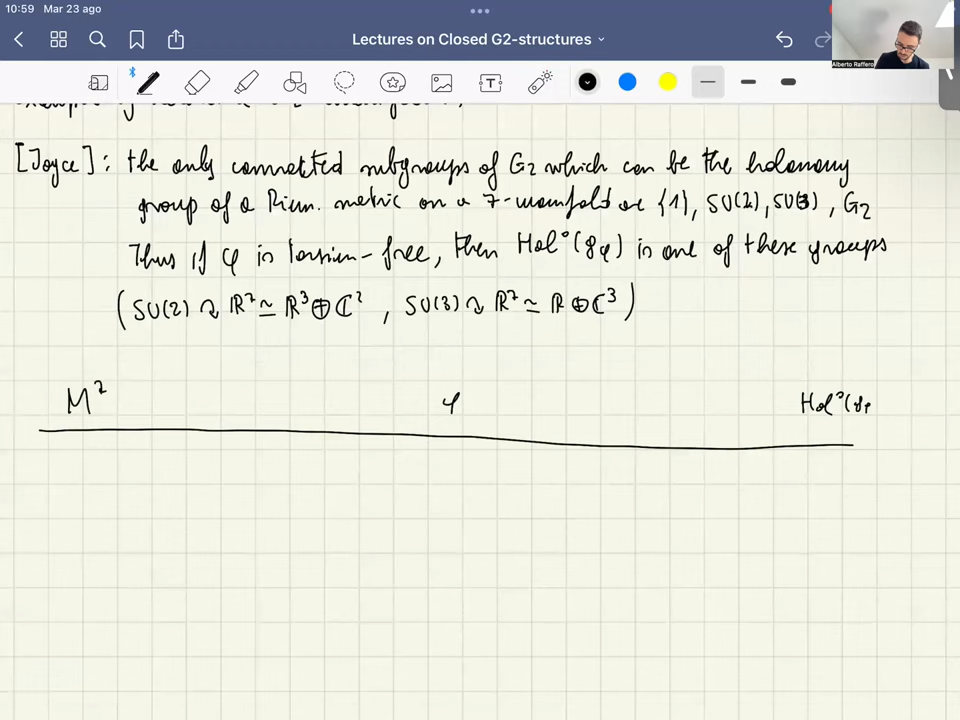 10:59 Mar 23 ago
Lectures on Closed G2-structures
Alberto Raffero
[Joyce]: the only connected subgroups of G₂ which can be the holonomy
group of a Riem. metric on a 7-manifold are {1}, SU(2), SU(3), G₂
Thus if φ is torsion-free, then Hol°(gφ) is one of these groups
(SU(2) ↷ ℝ⁷ ≃ ℝ³⊕ℂ², SU(3) ↷ ℝ⁷ ≃ ℝ⊕ℂ³)
M⁷ φ Hol°(gφ